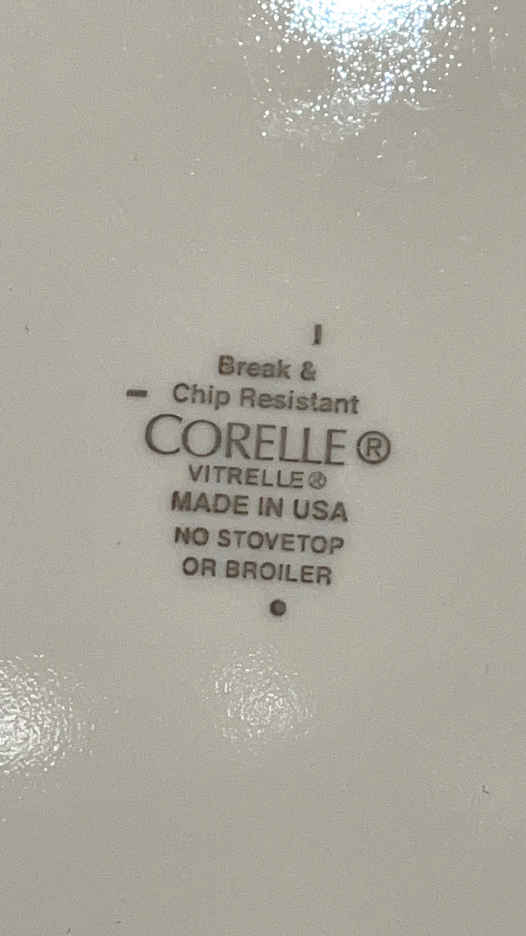 Break &
Chip Resistant
CORELLE®
VITRELLE®
MADE IN USA
NO STOVETOP
OR BROILER